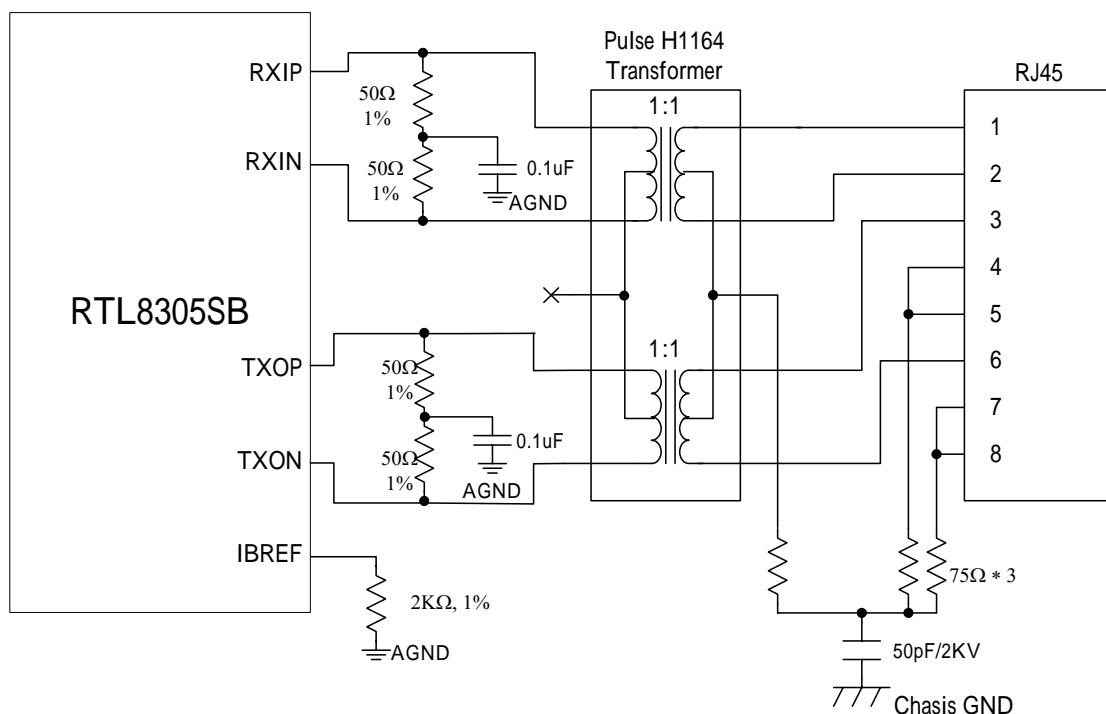 Pulse H1164
Transformer
RJ45
RTL8305SB
RXIP
RXIN
TXOP
TXON
IBREF
50Ω
1%
50Ω
1%
0.1uF
AGND
50Ω
1%
50Ω
1%
0.1uF
AGND
2KΩ, 1%
AGND
1:1
1:1
1
2
3
4
5
6
7
8
75Ω * 3
50pF/2KV
Chasis GND